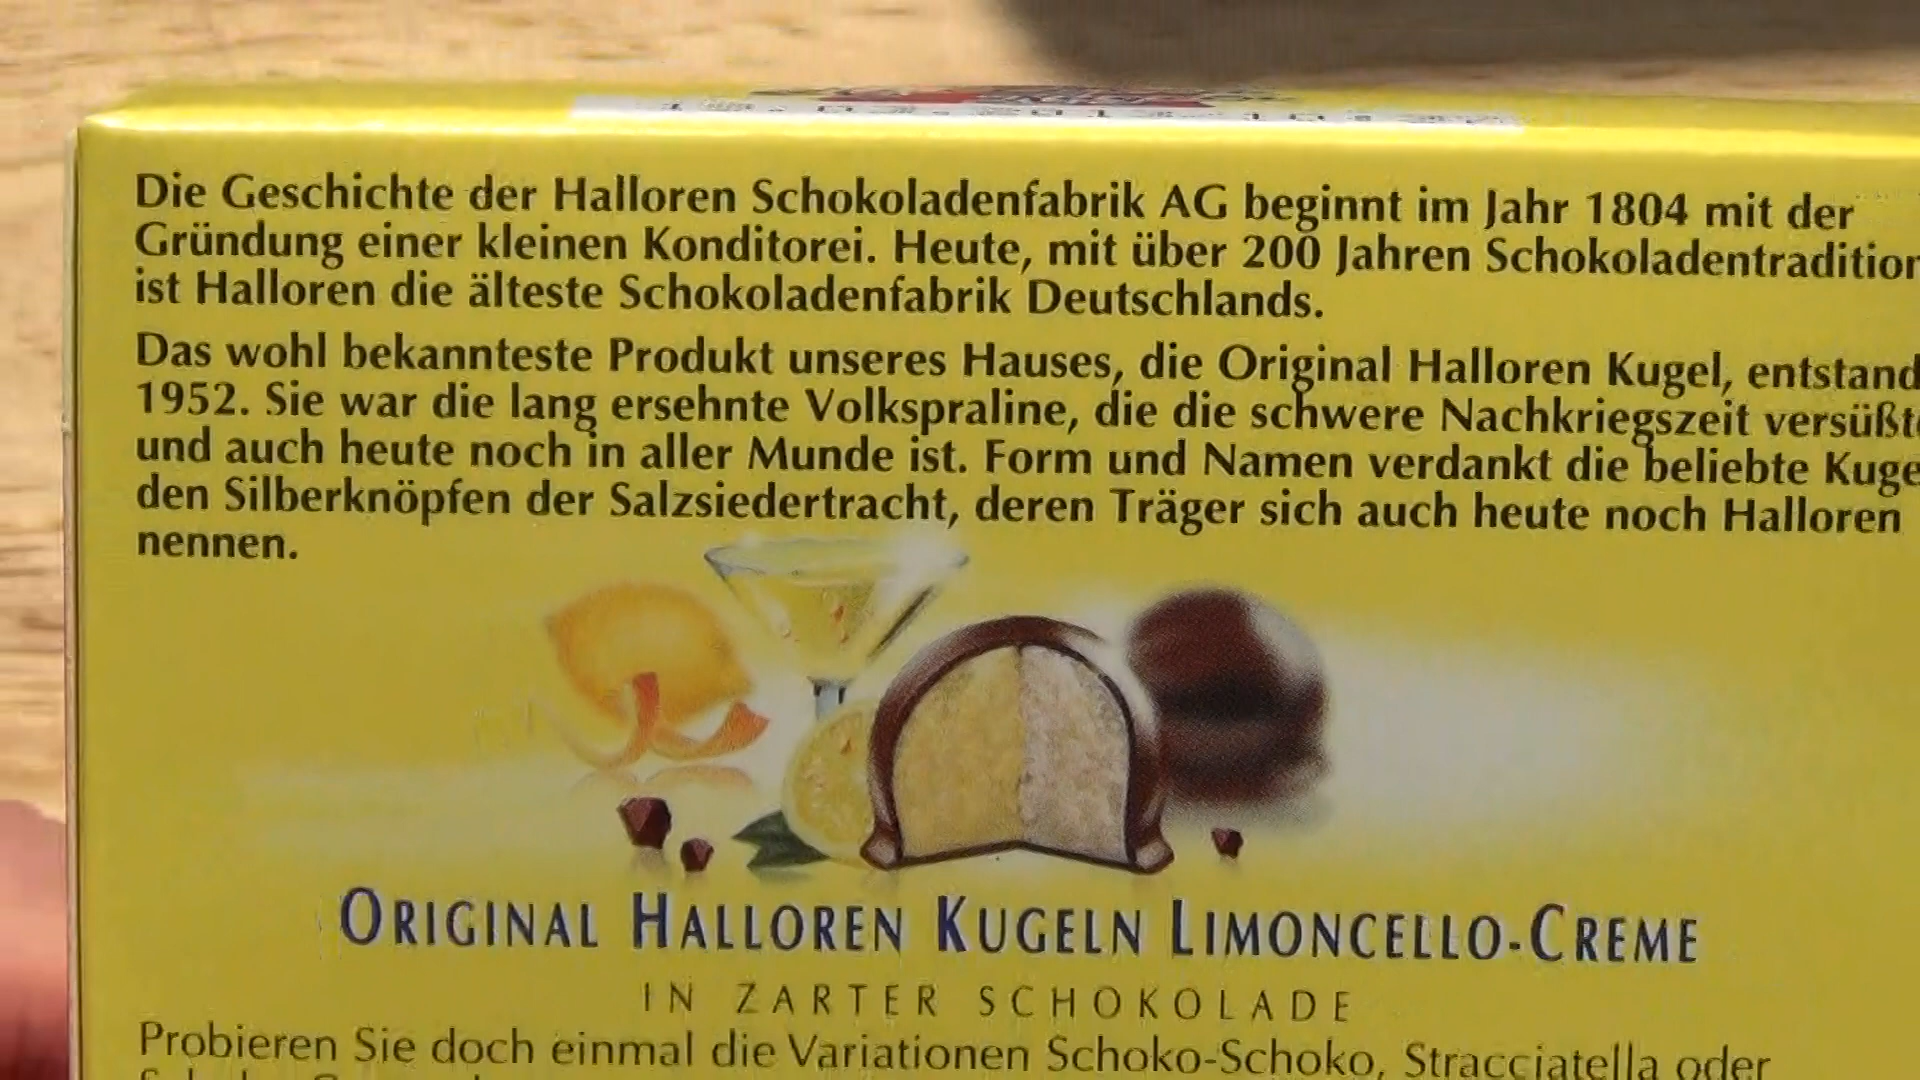 Die Geschichte der Halloren Schokoladenfabrik AG beginnt im Jahr 1804 mit der
Gründung einer kleinen Konditorei. Heute, mit über 200 Jahren Schokoladentradition
ist Halloren die älteste Schokoladenfabrik Deutschlands.
Das wohl bekannteste Produkt unseres Hauses, die Original Halloren Kugel, entstand
1952. Sie war die lang ersehnte Volkspraline, die die schwere Nachkriegszeit versüßte
und auch heute noch in aller Munde ist. Form und Namen verdankt die beliebte Kuge
den Silberknöpfen der Salzsiedertracht, deren Träger sich auch heute noch Halloren
nennen.
ORIGINAL HALLOREN KUGELN LIMONCELLO-CREME
IN ZARTER SCHOKOLADE
Probieren Sie doch einmal die Variationen Schoko-Schoko, Stracciatella oder